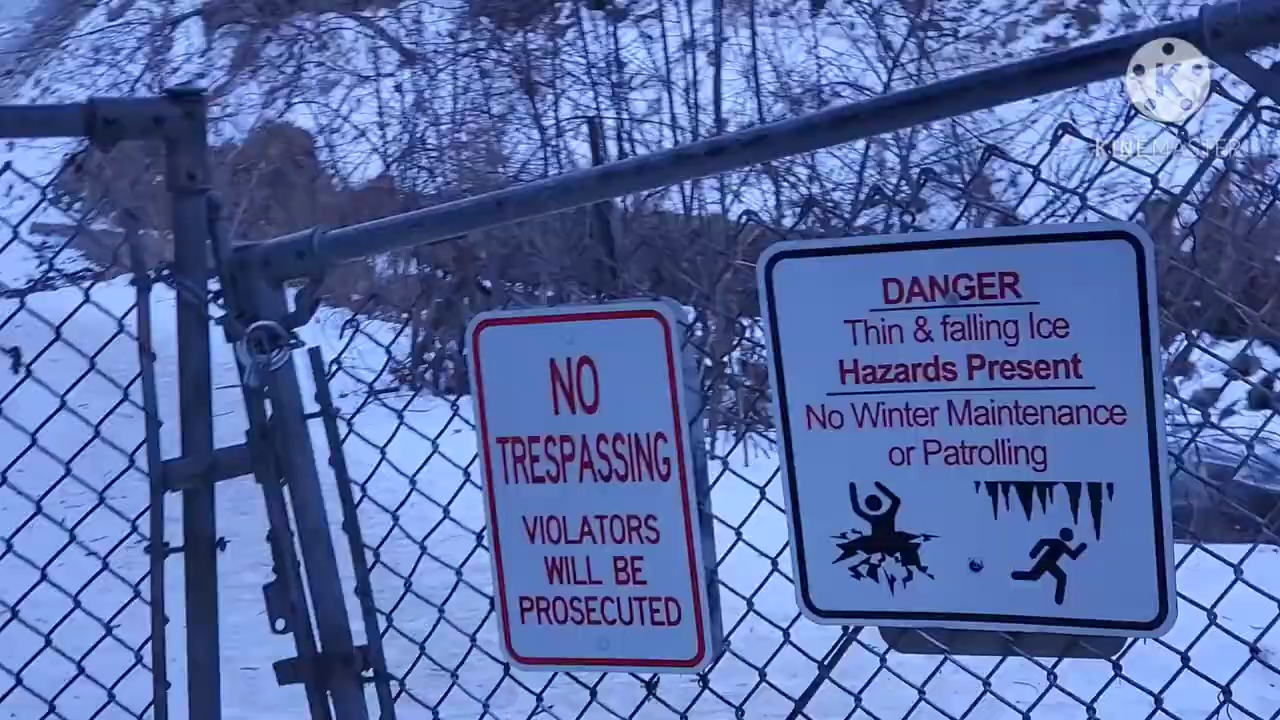 K
KINEMASTER
NO
TRESPASSING
VIOLATORS
WILL BE
PROSECUTED
DANGER
Thin & falling Ice
Hazards Present
No Winter Maintenance
or Patrolling